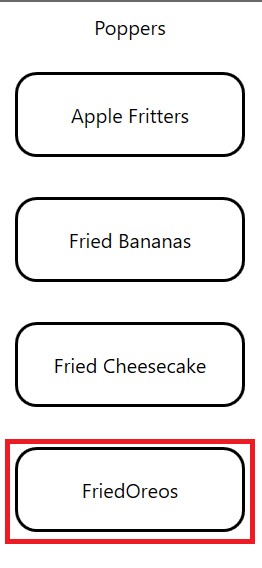 Poppers
Apple Fritters
Fried Bananas
Fried Cheesecake
FriedOreos